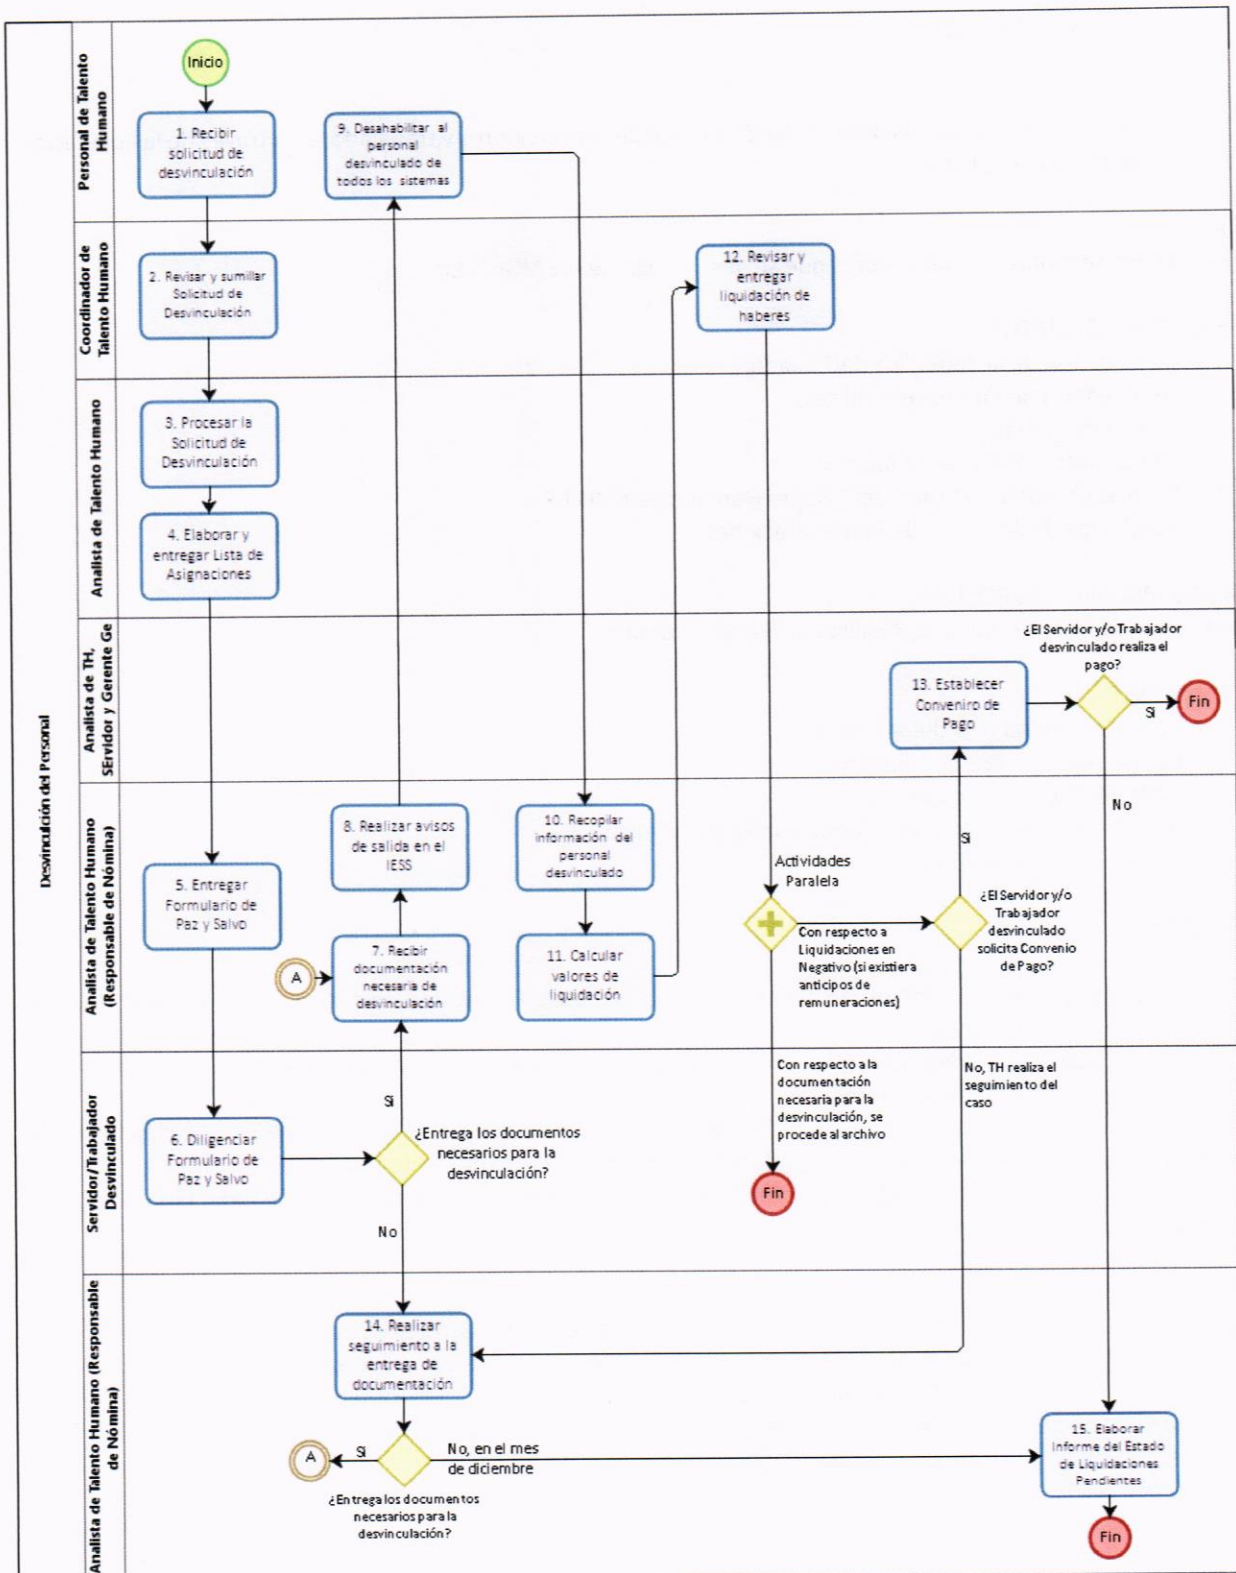 Desvinculción del Personal
Personal de Talento
Humano
Inicio
1. Recibir
solicitud de
desvinculación
9. Desahabilitar al
personal
desvinculado de
todos los sistemas
Coordinador de
Talento Humano
2. Revisar y sumillar
Solicitud de
Desvinculación
12. Revisar y
entregar
liquidación de
haberes
Analista de Talento Humano
3. Procesar la
Solicitud de
Desvinculación
4. Elaborar y
entregar Lista de
Asignaciones
Analista de TH,
SErvidor y Gerente Ge
13. Establecer
Conveniro de
Pago
¿El Servidor y/o Trabajador
desvinculado realiza el
pago?
Si
Fin
No
Analista de Talento Humano
(Responsable de Nómina)
5. Entregar
Formulario de
Paz y Salvo
8. Realizar avisos
de salida en el
IESS
A
7. Recibir
documentación
necesaria de
desvinculación
10. Recopilar
información del
personal
desvinculado
11. Calcular
valores de
liquidación
Actividades
Paralela
Con respecto a
Liquidaciones en
Negativo (si existiera
anticipos de
remuneraciones)
Si
¿El Servidor y/o
Trabajador
desvinculado
solicita Convenio
de Pago?
Servidor/Trabajador
Desvinculado
6. Diligenciar
Formulario de
Paz y Salvo
Si
¿Entrega los documentos
necesarios para la
desvinculación?
No
Con respecto a la
documentación
necesaria para la
desvinculación, se
procede al archivo
Fin
No, TH realiza el
seguimiento del
caso
Analista de Talento Humano (Responsable
de Nómina)
14. Realizar
seguimiento a la
entrega de
documentación
A
Si
No, en el mes
de diciembre
¿Entrega los documentos
necesarios para la
desvinculación?
15. Elaborar
Informe del Estado
de Liquidaciones
Pendientes
Fin